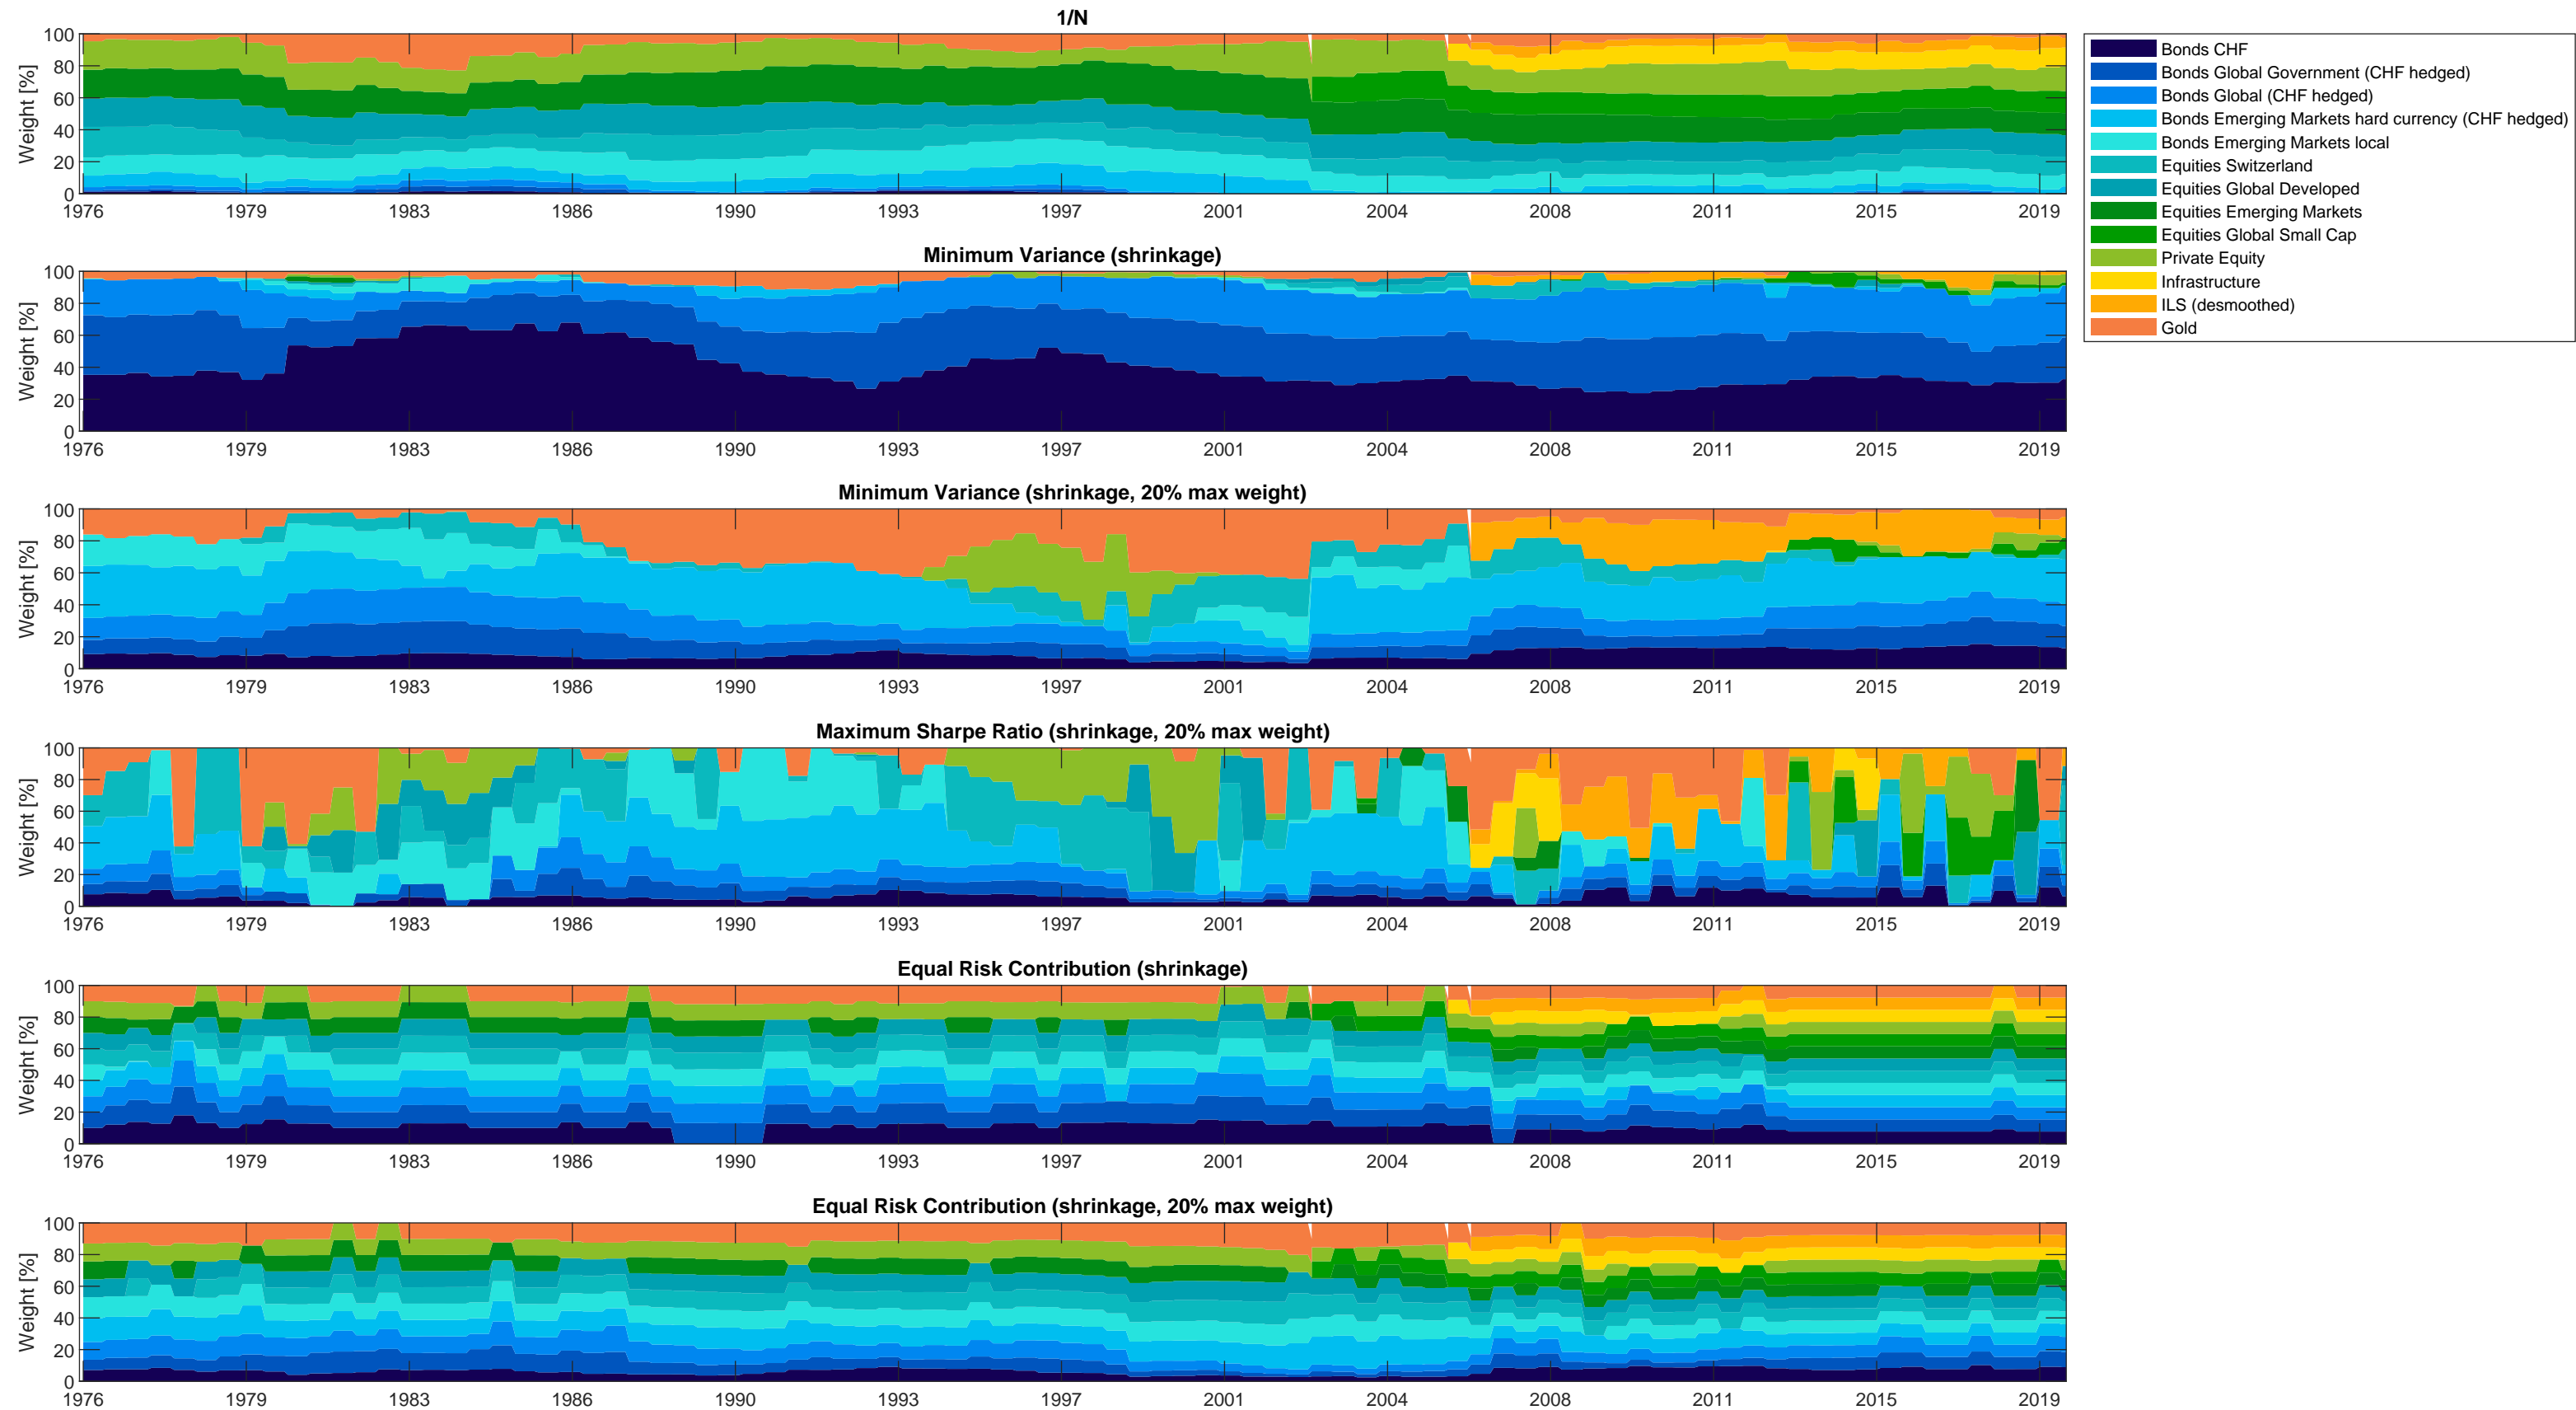 1/N
Weight [%]
100
80
60
40
20
0
1976 1979 1983 1986 1990 1993 1997 2001 2004 2008 2011 2015 2019
Bonds CHF
Bonds Global Government (CHF hedged)
Bonds Global (CHF hedged)
Bonds Emerging Markets hard currency (CHF hedged)
Bonds Emerging Markets local
Equities Switzerland
Equities Global Developed
Equities Emerging Markets
Equities Global Small Cap
Private Equity
Infrastructure
ILS (desmoothed)
Gold
Minimum Variance (shrinkage)
Weight [%]
100
80
60
40
20
0
1976 1979 1983 1986 1990 1993 1997 2001 2004 2008 2011 2015 2019
Minimum Variance (shrinkage, 20% max weight)
Weight [%]
100
80
60
40
20
0
1976 1979 1983 1986 1990 1993 1997 2001 2004 2008 2011 2015 2019
Maximum Sharpe Ratio (shrinkage, 20% max weight)
Weight [%]
100
80
60
40
20
0
1976 1979 1983 1986 1990 1993 1997 2001 2004 2008 2011 2015 2019
Equal Risk Contribution (shrinkage)
Weight [%]
100
80
60
40
20
0
1976 1979 1983 1986 1990 1993 1997 2001 2004 2008 2011 2015 2019
Equal Risk Contribution (shrinkage, 20% max weight)
Weight [%]
100
80
60
40
20
0
1976 1979 1983 1986 1990 1993 1997 2001 2004 2008 2011 2015 2019